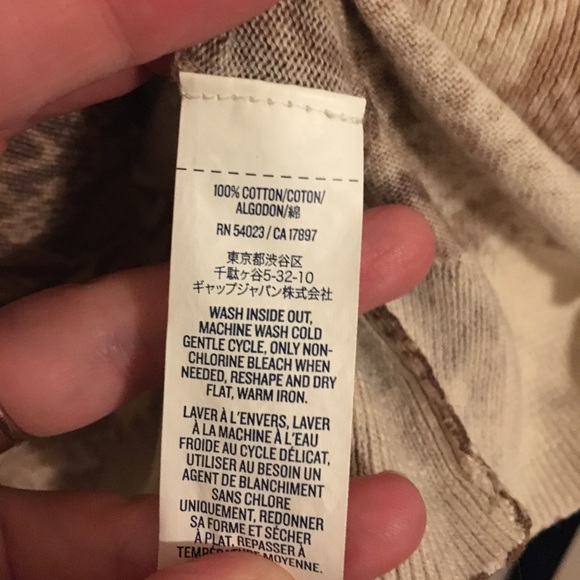 100% COTTON/COTON/
ALGODON/綿
RN 54023 / CA 17897
東京都渋谷区
千駄ヶ谷5-32-10
ギャップジャパン株式会社
WASH INSIDE OUT,
MACHINE WASH COLD
GENTLE CYCLE, ONLY NON-
CHLORINE BLEACH WHEN
NEEDED, RESHAPE AND DRY
FLAT, WARM IRON.
LAVER À L'ENVERS, LAVER
À LA MACHINE À L'EAU
FROIDE AU CYCLE DÉLICAT,
UTILISER AU BESOIN UN
AGENT DE BLANCHIMENT
SANS CHLORE
UNIQUEMENT, REDONNER
SA FORME ET SÉCHER
À PLAT, REPASSER À
TEMPÉRATURE MOYENNE.